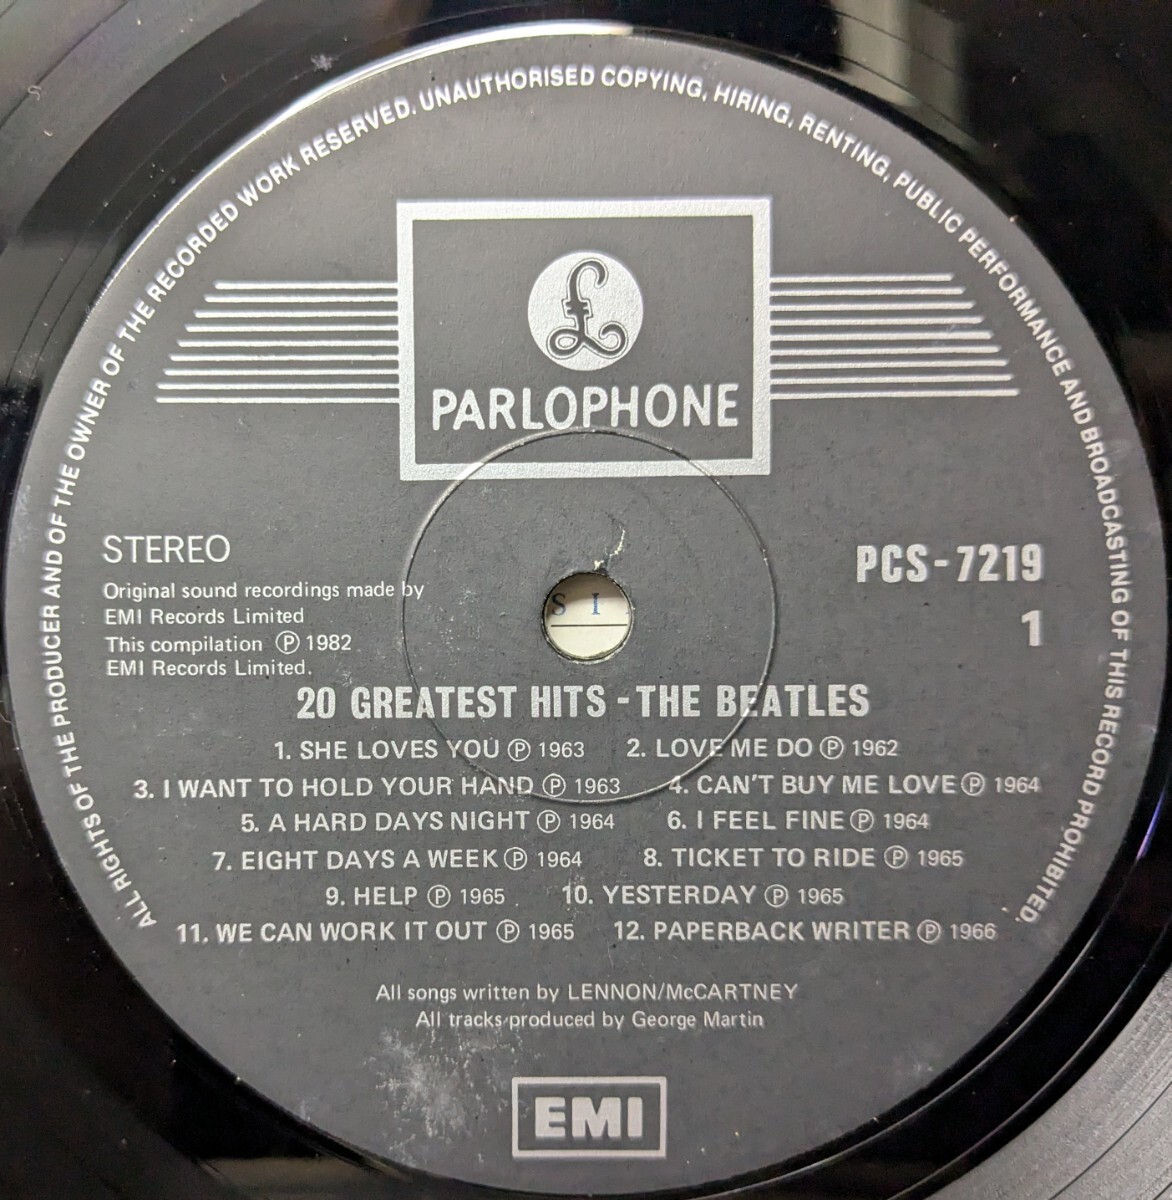 ALL RIGHTS OF THE PRODUCER AND OF THE OWNER OF THE RECORDED WORK RESERVED. UNAUTHORISED COPYING, HIRING, RENTING, PUBLIC PERFORMANCE AND BROADCASTING OF THIS RECORD PROHIBITED.
£
PARLOPHONE
STEREO
PCS-7219
Original sound recordings made by
EMI Records Limited
1
This compilation ℗ 1982
EMI Records Limited.
S I
20 GREATEST HITS - THE BEATLES
1. SHE LOVES YOU ℗ 1963 2. LOVE ME DO ℗ 1962
3. I WANT TO HOLD YOUR HAND ℗ 1963 4. CAN'T BUY ME LOVE ℗ 1964
5. A HARD DAYS NIGHT ℗ 1964 6. I FEEL FINE ℗ 1964
7. EIGHT DAYS A WEEK ℗ 1964 8. TICKET TO RIDE ℗ 1965
9. HELP ℗ 1965 10. YESTERDAY ℗ 1965
11. WE CAN WORK IT OUT ℗ 1965 12. PAPERBACK WRITER ℗ 1966
All songs written by LENNON/McCARTNEY
All tracks produced by George Martin
EMI